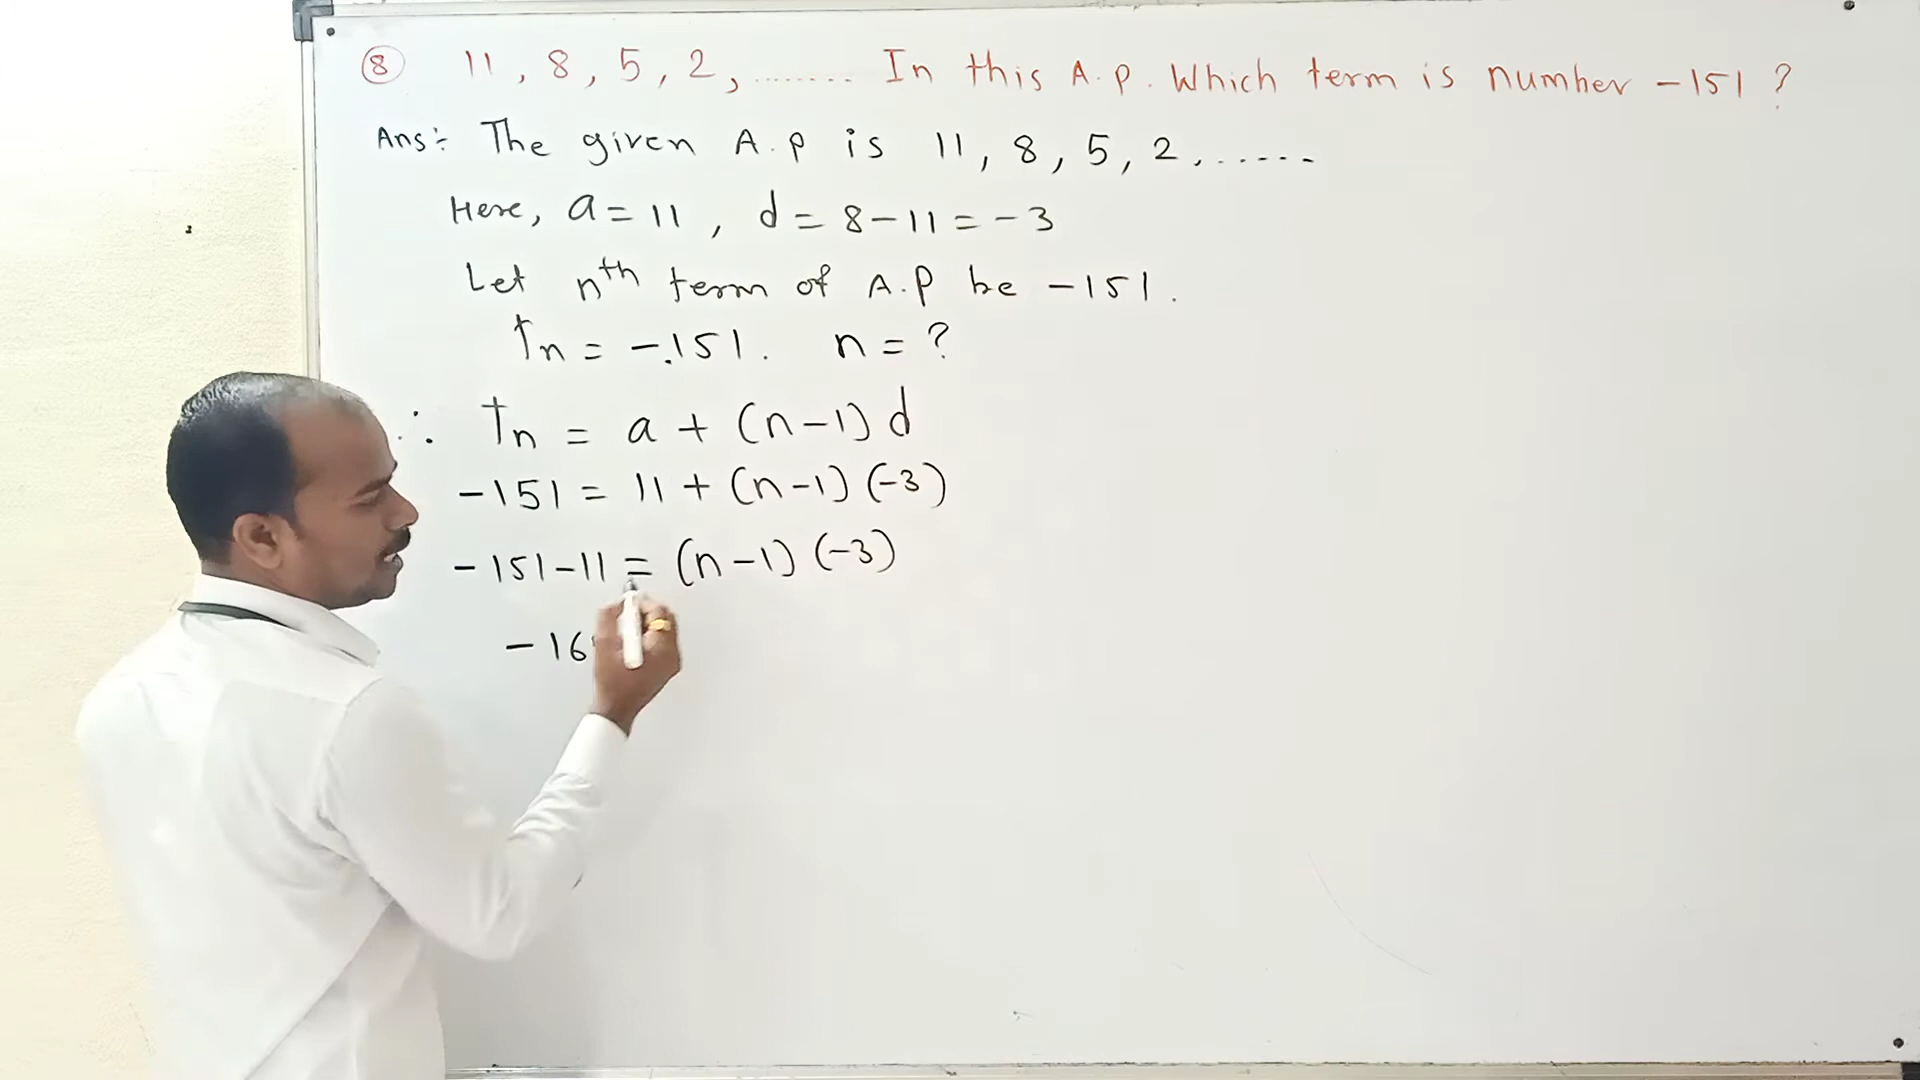 ⑧ 11, 8, 5, 2, ........ In this A.P. Which term is number -151 ?
Ans:- The given A.P is 11, 8, 5, 2, ......
Here, a = 11 , d = 8-11 = -3
Let nth term of A.P be -151.
tn = -151. n = ?
∴ tn = a + (n-1) d
-151 = 11 + (n-1) (-3)
-151-11 = (n-1) (-3)
-16